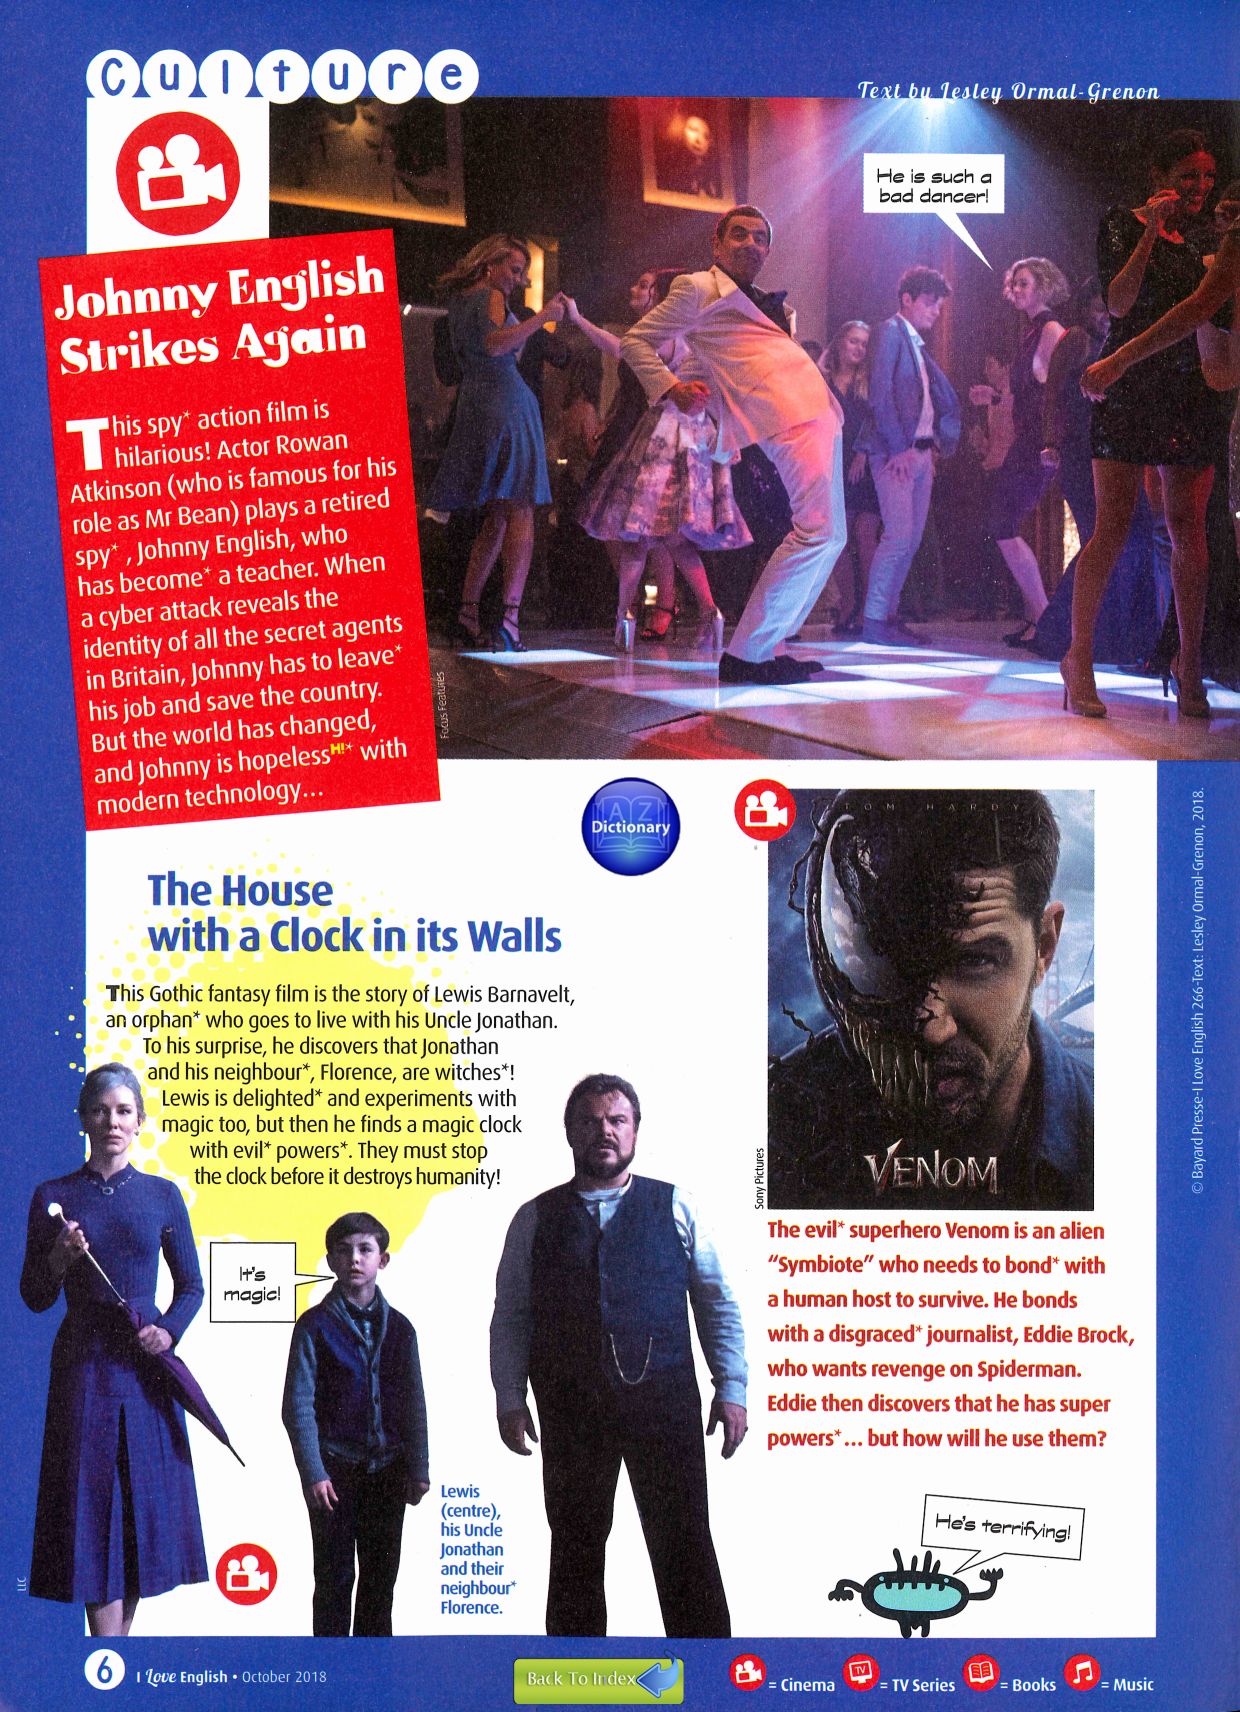 Culture
Text by Lesley Ormal-Grenon
He is such a
bad dancer!
Johnny English
Strikes Again
This spy* action film is
hilarious! Actor Rowan
Atkinson (who is famous for his
role as Mr Bean) plays a retired
spy* , Johnny English, who
has become* a teacher. When
a cyber attack reveals the
identity of all the secret agents
in Britain, Johnny has to leave*
his job and save the country.
But the world has changed,
and Johnny is hopelessH!* with
modern technology...
Focus Features
A Z
Dictionary
The House
with a Clock in its Walls
This Gothic fantasy film is the story of Lewis Barnavelt,
an orphan* who goes to live with his Uncle Jonathan.
To his surprise, he discovers that Jonathan
and his neighbour*, Florence, are witches*!
Lewis is delighted* and experiments with
magic too, but then he finds a magic clock
with evil* powers*. They must stop
the clock before it destroys humanity!
It's
magic!
Lewis
(centre),
his Uncle
Jonathan
and their
neighbour*
Florence.
LLC
TOM HARDY
VENOM
Sony Pictures
The evil* superhero Venom is an alien
“Symbiote” who needs to bond* with
a human host to survive. He bonds
with a disgraced* journalist, Eddie Brock,
who wants revenge on Spiderman.
Eddie then discovers that he has super
powers* ... but how will he use them?
He's terrifying!
© Bayard Presse-I Love English 266-Text: Lesley Ormal-Grenon, 2018.
6 I Love English • October 2018
Back To Index
= Cinema TV = TV Series = Books = Music